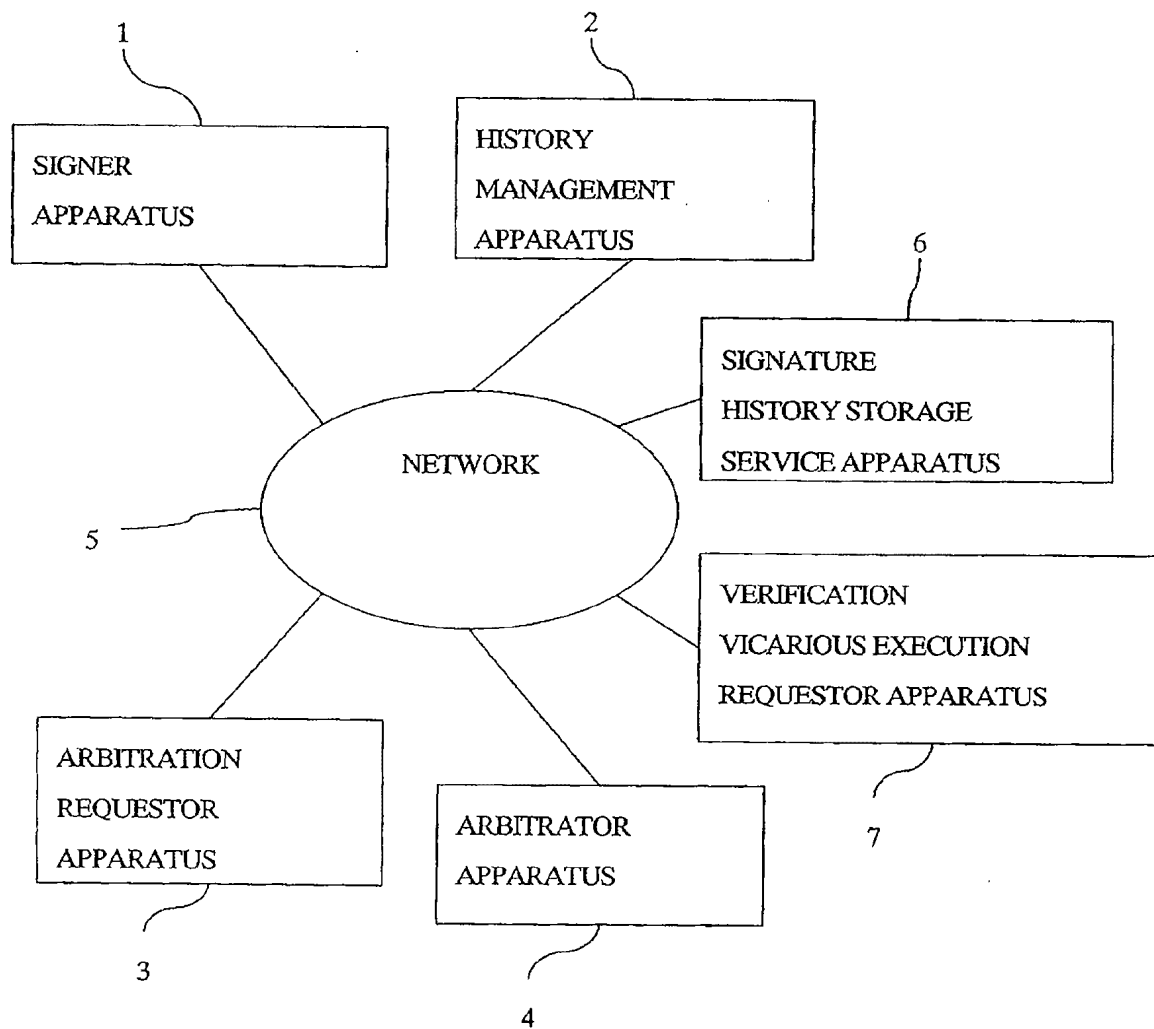 1
2
SIGNER
APPARATUS
HISTORY
MANAGEMENT
APPARATUS
6
SIGNATURE
HISTORY STORAGE
SERVICE APPARATUS
NETWORK
5
VERIFICATION
VICARIOUS EXECUTION
REQUESTOR APPARATUS
7
ARBITRATION
REQUESTOR
APPARATUS
3
ARBITRATOR
APPARATUS
4